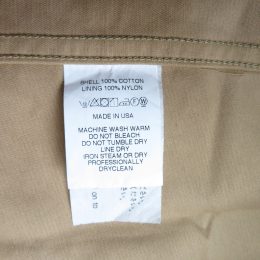 SHELL 100% COTTON
LINING 100% NYLON
MADE IN USA
MACHINE WASH WARM
DO NOT BLEACH
DO NOT TUMBLE DRY
LINE DRY
IRON STEAM OR DRY
PROFESSIONALLY
DRYCLEAN